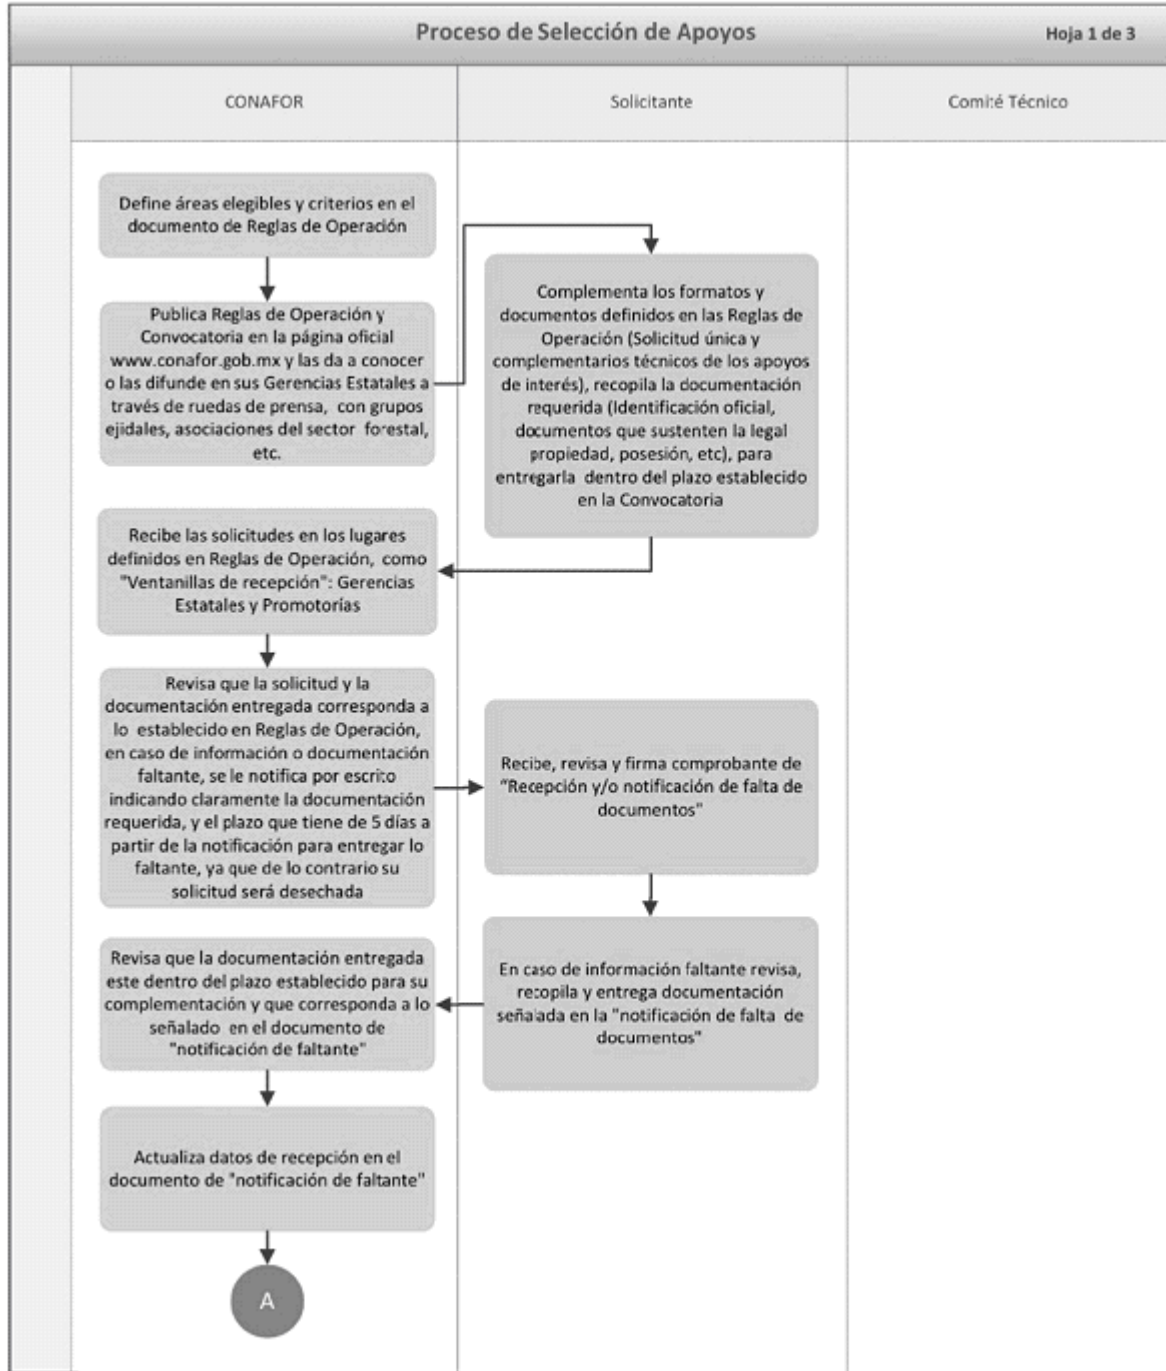 Proceso de Selección de Apoyos
Hoja 1 de 3
CONAFOR
Solicitante
Comité Técnico
Define áreas elegibles y criterios en el
documento de Reglas de Operación
Publica Reglas de Operación y
Convocatoria en la página oficial
www.conafor.gob.mx y las da a conocer
o las difunde en sus Gerencias Estatales a
través de ruedas de prensa, con grupos
ejidales, asociaciones del sector forestal,
etc.
Complementa los formatos y
documentos definidos en las Reglas de
Operación (Solicitud única y
complementarios técnicos de los apoyos
de interés), recopila la documentación
requerida (Identificación oficial,
documentos que sustenten la legal
propiedad, posesión, etc), para
entregarla dentro del plazo establecido
en la Convocatoria
Recibe las solicitudes en los lugares
definidos en Reglas de Operación, como
"Ventanillas de recepción": Gerencias
Estatales y Promotorías
Revisa que la solicitud y la
documentación entregada corresponda a
lo establecido en Reglas de Operación,
en caso de información o documentación
faltante, se le notifica por escrito
indicando claramente la documentación
requerida, y el plazo que tiene de 5 días a
partir de la notificación para entregar lo
faltante, ya que de lo contrario su
solicitud será desechada
Recibe, revisa y firma comprobante de
"Recepción y/o notificación de falta de
documentos"
En caso de información faltante revisa,
recopila y entrega documentación
señalada en la "notificación de falta de
documentos"
Revisa que la documentación entregada
este dentro del plazo establecido para su
complementación y que corresponda a lo
señalado en el documento de
"notificación de faltante"
Actualiza datos de recepción en el
documento de "notificación de faltante"
A